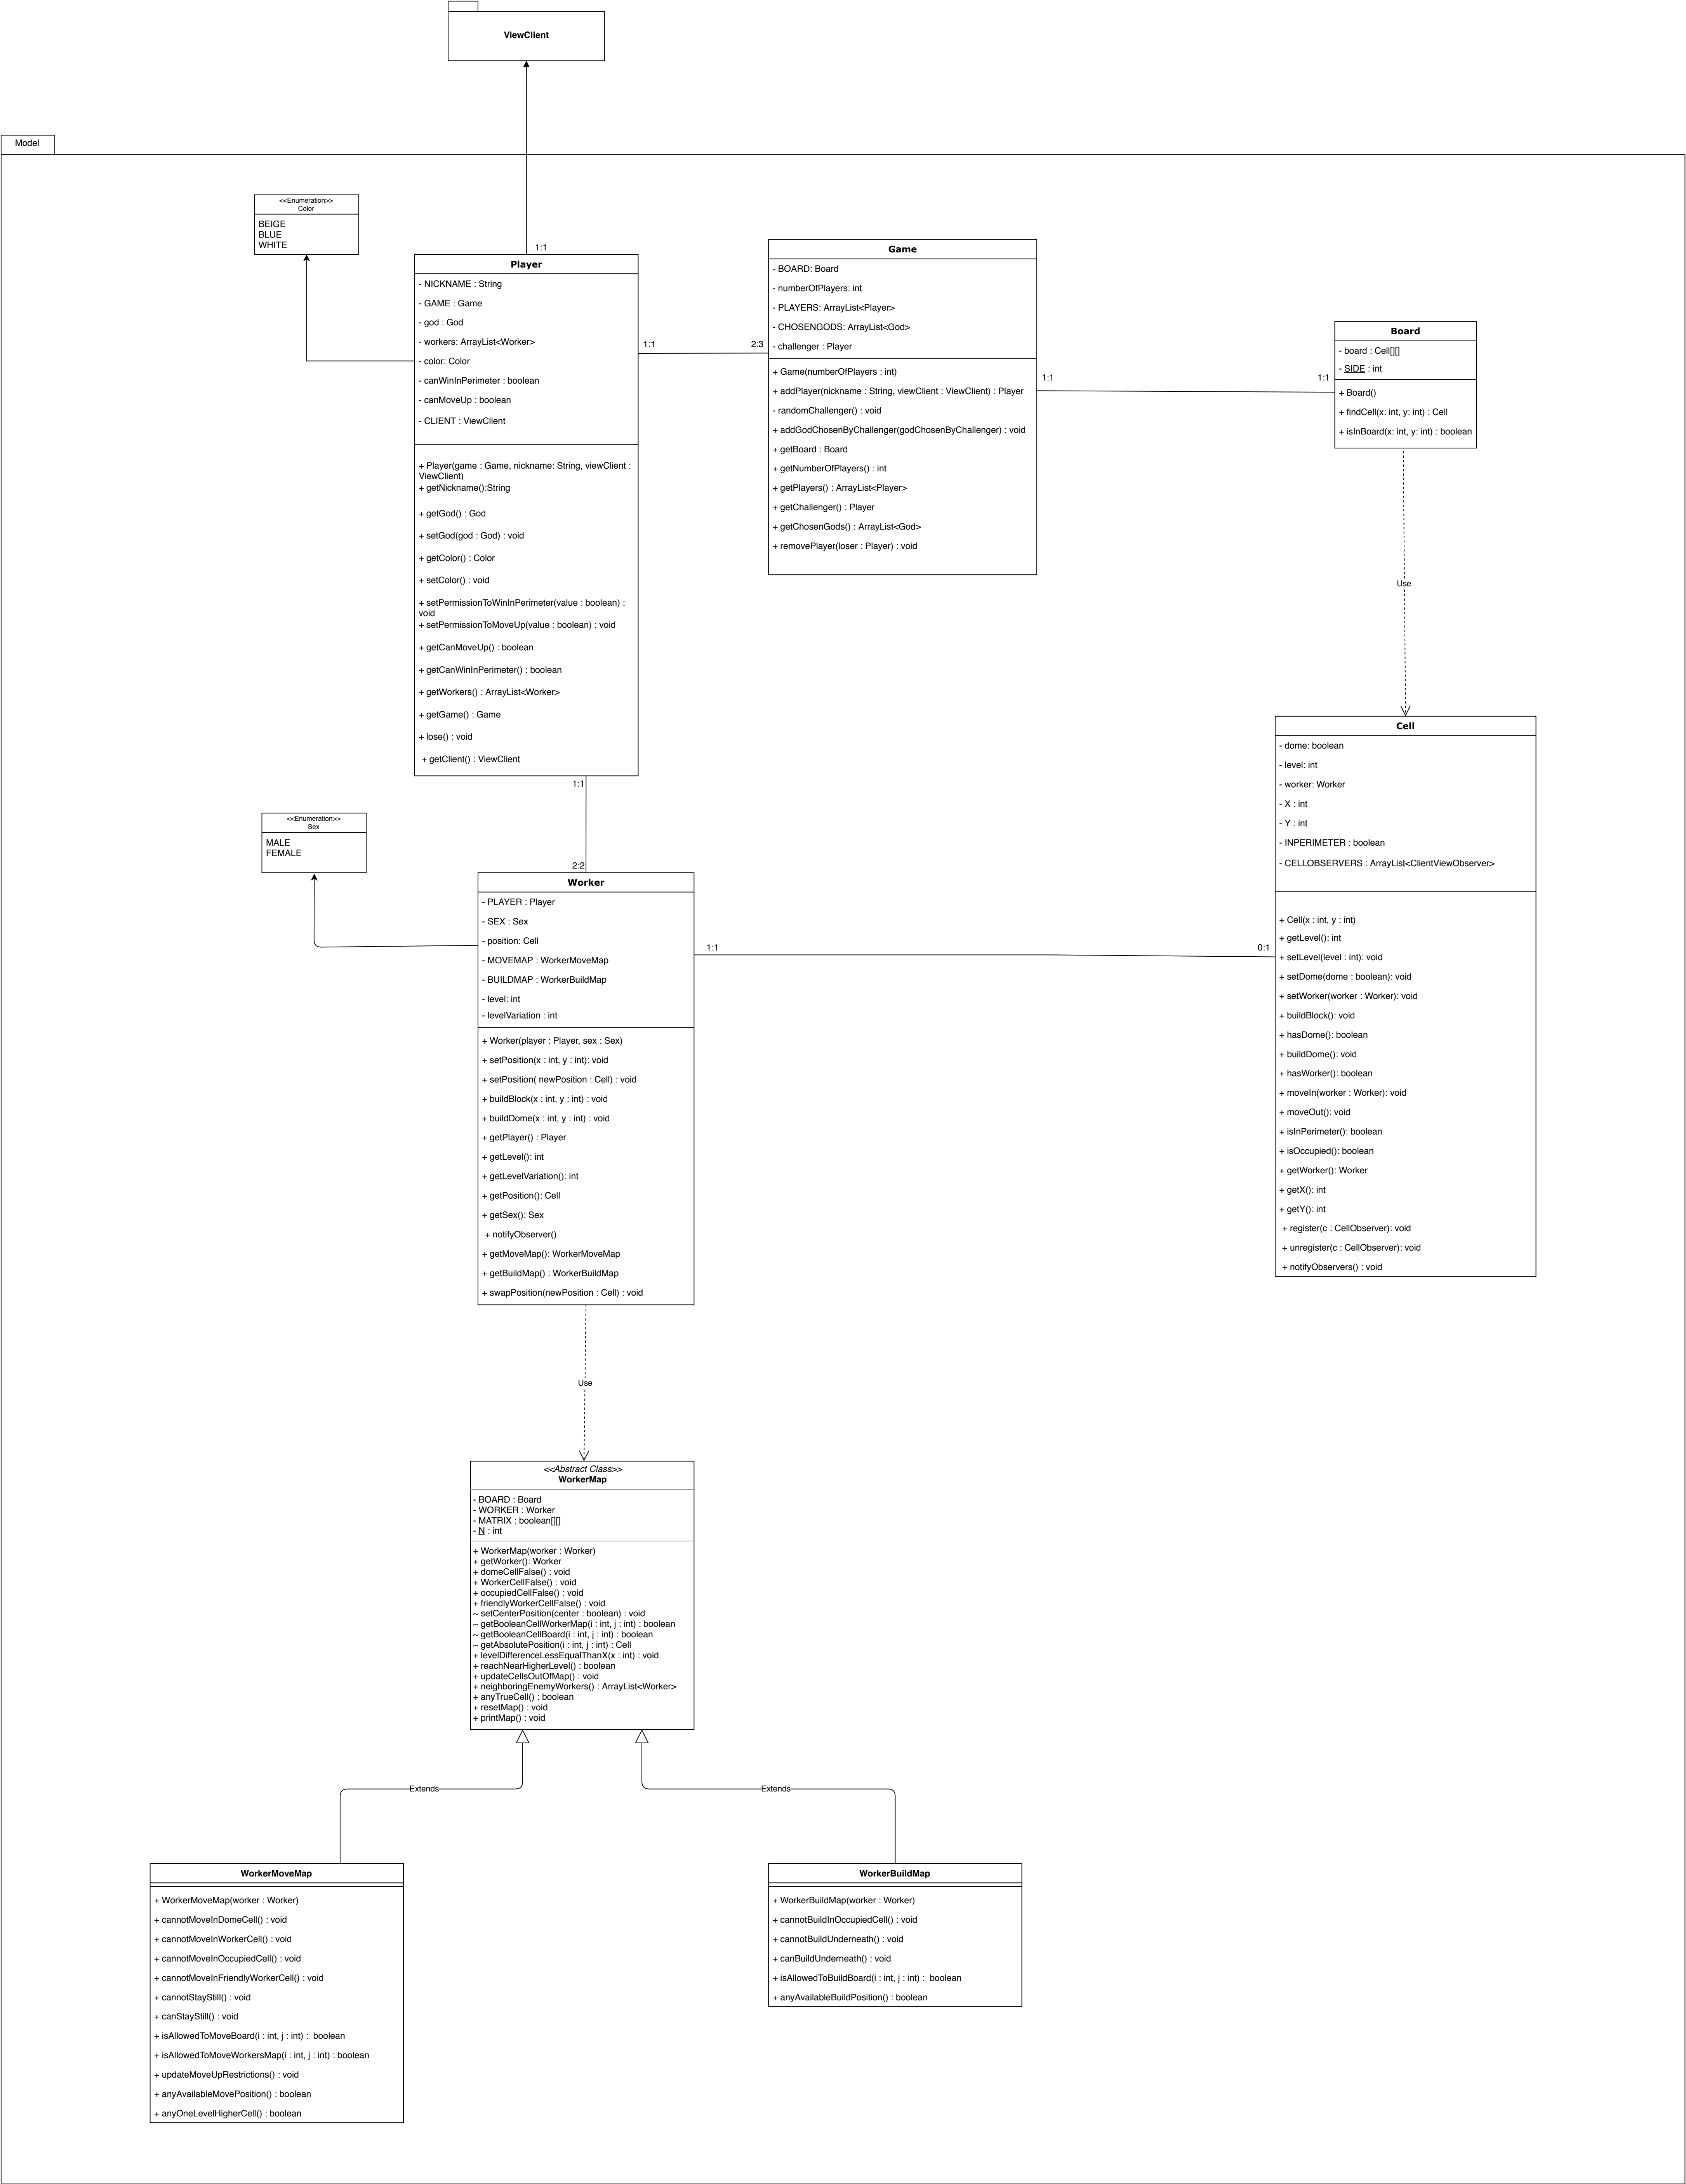 ViewClient
Model
<<Enumeration>>
Color
BEIGE
BLUE
WHITE
1:1
Player
- NICKNAME : String
- GAME : Game
- god : God
- workers: ArrayList<Worker>
- color: Color
- canWinInPerimeter : boolean
- canMoveUp : boolean
- CLIENT : ViewClient
+ Player(game : Game, nickname: String, viewClient :
ViewClient)
+ getNickname():String
+ getGod() : God
+ setGod(god : God) : void
+ getColor() : Color
+ setColor() : void
+ setPermissionToWinInPerimeter(value : boolean) :
void
+ setPermissionToMoveUp(value : boolean) : void
+ getCanMoveUp() : boolean
+ getCanWinInPerimeter() : boolean
+ getWorkers() : ArrayList<Worker>
+ getGame() : Game
+ lose() : void
+ getClient() : ViewClient
1:1
2:3
Game
- BOARD: Board
- numberOfPlayers: int
- PLAYERS: ArrayList<Player>
- CHOSENGODS: ArrayList<God>
- challenger : Player
+ Game(numberOfPlayers : int)
+ addPlayer(nickname : String, viewClient : ViewClient) : Player
- randomChallenger() : void
+ addGodChosenByChallenger(godChosenByChallenger) : void
+ getBoard : Board
+ getNumberOfPlayers() : int
+ getPlayers() : ArrayList<Player>
+ getChallenger() : Player
+ getChosenGods() : ArrayList<God>
+ removePlayer(loser : Player) : void
1:1
1:1
Board
- board : Cell[][]
- SIDE : int
+ Board()
+ findCell(x: int, y: int) : Cell
+ isInBoard(x: int, y: int) : boolean
Use
Cell
- dome: boolean
- level: int
- worker: Worker
- X : int
- Y : int
- INPERIMETER : boolean
- CELLOBSERVERS : ArrayList<ClientViewObserver>
+ Cell(x : int, y : int)
+ getLevel(): int
+ setLevel(level : int): void
+ setDome(dome : boolean): void
+ setWorker(worker : Worker): void
+ buildBlock(): void
+ hasDome(): boolean
+ buildDome(): void
+ hasWorker(): boolean
+ moveIn(worker : Worker): void
+ moveOut(): void
+ isInPerimeter(): boolean
+ isOccupied(): boolean
+ getWorker(): Worker
+ getX(): int
+ getY(): int
+ register(c : CellObserver): void
+ unregister(c : CellObserver): void
+ notifyObservers() : void
1:1
2:2
<<Enumeration>>
Sex
MALE
FEMALE
Worker
- PLAYER : Player
- SEX : Sex
- position: Cell
- MOVEMAP : WorkerMoveMap
- BUILDMAP : WorkerBuildMap
- level: int
- levelVariation : int
+ Worker(player : Player, sex : Sex)
+ setPosition(x : int, y : int): void
+ setPosition( newPosition : Cell) : void
+ buildBlock(x : int, y : int) : void
+ buildDome(x : int, y : int) : void
+ getPlayer() : Player
+ getLevel(): int
+ getLevelVariation(): int
+ getPosition(): Cell
+ getSex(): Sex
+ notifyObserver()
+ getMoveMap(): WorkerMoveMap
+ getBuildMap() : WorkerBuildMap
+ swapPosition(newPosition : Cell) : void
1:1
0:1
Use
<<Abstract Class>>
WorkerMap
- BOARD : Board
- WORKER : Worker
- MATRIX : boolean[][]
- N : int
+ WorkerMap(worker : Worker)
+ getWorker(): Worker
+ domeCellFalse() : void
+ WorkerCellFalse() : void
+ occupiedCellFalse() : void
+ friendlyWorkerCellFalse() : void
~ setCenterPosition(center : boolean) : void
~ getBooleanCellWorkerMap(i : int, j : int) : boolean
~ getBooleanCellBoard(i : int, j : int) : boolean
~ getAbsolutePosition(i : int, j : int) : Cell
+ levelDifferenceLessEqualThanX(x : int) : void
+ reachNearHigherLevel() : boolean
+ updateCellsOutOfMap() : void
+ neighboringEnemyWorkers() : ArrayList<Worker>
+ anyTrueCell() : boolean
+ resetMap() : void
+ printMap() : void
Extends
Extends
WorkerMoveMap
+ WorkerMoveMap(worker : Worker)
+ cannotMoveInDomeCell() : void
+ cannotMoveInWorkerCell() : void
+ cannotMoveInOccupiedCell() : void
+ cannotMoveInFriendlyWorkerCell() : void
+ cannotStayStill() : void
+ canStayStill() : void
+ isAllowedToMoveBoard(i : int, j : int) : boolean
+ isAllowedToMoveWorkersMap(i : int, j : int) : boolean
+ updateMoveUpRestrictions() : void
+ anyAvailableMovePosition() : boolean
+ anyOneLevelHigherCell() : boolean
WorkerBuildMap
+ WorkerBuildMap(worker : Worker)
+ cannotBuildInOccupiedCell() : void
+ cannotBuildUnderneath() : void
+ canBuildUnderneath() : void
+ isAllowedToBuildBoard(i : int, j : int) : boolean
+ anyAvailableBuildPosition() : boolean